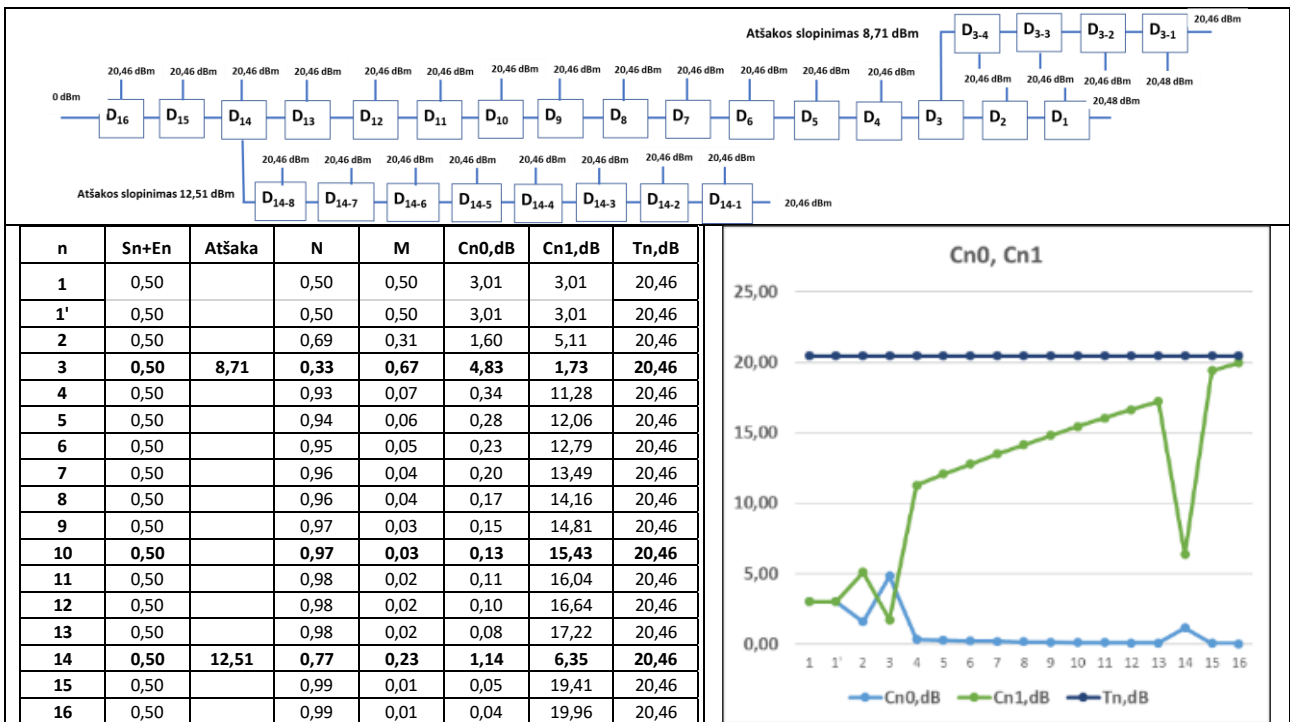 20,46 dBm
Atšakos slopinimas 8,71 dBm D3-4 D3-3 D3-2 D3-1
20,46 dBm 20,46 dBm 20,46 dBm 20,46 dBm 20,46 dBm 20,46 dBm 20,46 dBm 20,46 dBm 20,46 dBm 20,46 dBm 20,46 dBm 20,46 dBm 20,46 dBm 20,46 dBm 20,46 dBm 20,46 dBm 20,48 dBm
0 dBm 20,48 dBm
D16 D15 D14 D13 D12 D11 D10 D9 D8 D7 D6 D5 D4 D3 D2 D1
20,46 dBm 20,46 dBm 20,46 dBm 20,46 dBm 20,46 dBm 20,46 dBm 20,46 dBm 20,46 dBm
Atšakos slopinimas 12,51 dBm D14-8 D14-7 D14-6 D14-5 D14-4 D14-3 D14-2 D14-1 20,46 dBm
n Sn+En Atšaka N M Cn0,dB Cn1,dB Tn,dB
1 0,50 0,50 0,50 3,01 3,01 20,46
1' 0,50 0,50 0,50 3,01 3,01 20,46
2 0,50 0,69 0,31 1,60 5,11 20,46
3 0,50 8,71 0,33 0,67 4,83 1,73 20,46
4 0,50 0,93 0,07 0,34 11,28 20,46
5 0,50 0,94 0,06 0,28 12,06 20,46
6 0,50 0,95 0,05 0,23 12,79 20,46
7 0,50 0,96 0,04 0,20 13,49 20,46
8 0,50 0,96 0,04 0,17 14,16 20,46
9 0,50 0,97 0,03 0,15 14,81 20,46
10 0,50 0,97 0,03 0,13 15,43 20,46
11 0,50 0,98 0,02 0,11 16,04 20,46
12 0,50 0,98 0,02 0,10 16,64 20,46
13 0,50 0,98 0,02 0,08 17,22 20,46
14 0,50 12,51 0,77 0,23 1,14 6,35 20,46
15 0,50 0,99 0,01 0,05 19,41 20,46
16 0,50 0,99 0,01 0,04 19,96 20,46
Cn0, Cn1
25,00
20,00
15,00
10,00
5,00
0,00
1 1' 2 3 4 5 6 7 8 9 10 11 12 13 14 15 16
Cn0,dB Cn1,dB Tn,dB